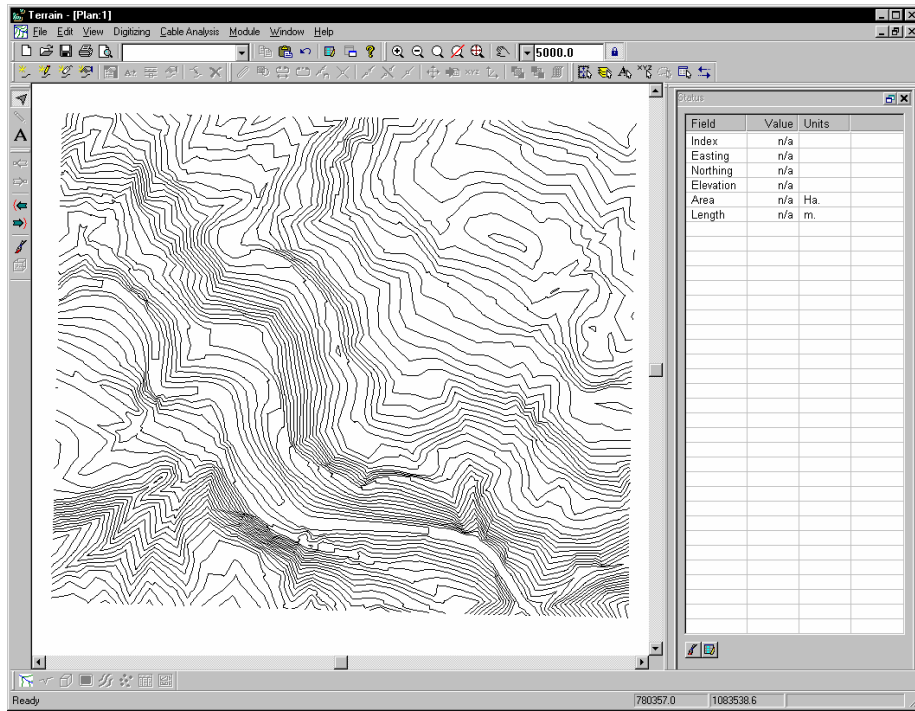 Terrain - [Plan:1]
File Edit View Digitizing Cable Analysis Module Window Help
5000.0
A
Status
Field Value Units
Index n/a
Easting n/a
Northing n/a
Elevation n/a
Area n/a Ha.
Length n/a m.
Ready 780357.0 1083538.6